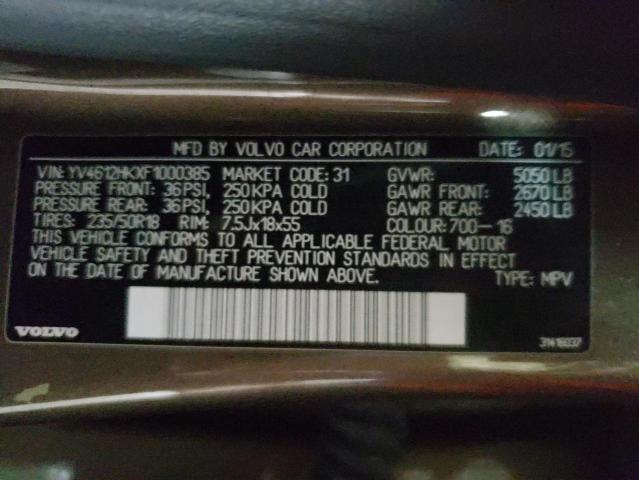 MFD BY VOLVO CAR CORPORATION DATE: 01/15
VIN: YV4612HKXF1000385 MARKET CODE: 31 GVWR: 5050 LB
PRESSURE FRONT: 36 PSI, 250 KPA COLD GAWR FRONT: 2670 LB
PRESSURE REAR: 36 PSI, 250 KPA COLD GAWR REAR: 2450 LB
TIRES: 235/50R18 RIM: 7.5Jx18x55 COLOUR: 700-16
THIS VEHICLE CONFORMS TO ALL APPLICABLE FEDERAL MOTOR
VEHICLE SAFETY AND THEFT PREVENTION STANDARDS IN EFFECT
ON THE DATE OF MANUFACTURE SHOWN ABOVE. TYPE: MPV
VOLVO